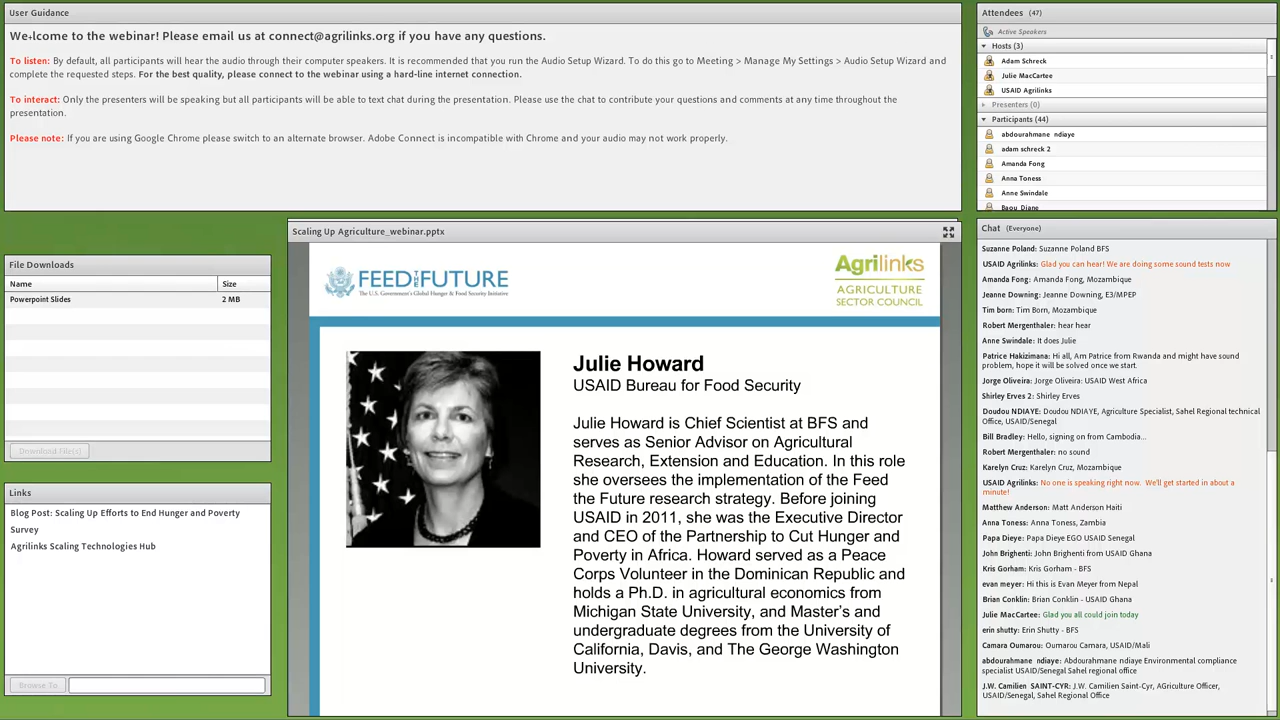 User Guidance
Welcome to the webinar! Please email us at connect@agrilinks.org if you have any questions.
To listen: By default, all participants will hear the audio through their computer speakers. It is recommended that you run the Audio Setup Wizard. To do this go to Meeting > Manage My Settings > Audio Setup Wizard and
complete the requested steps. For the best quality, please connect to the webinar using a hard-line internet connection.
To interact: Only the presenters will be speaking but all participants will be able to text chat during the presentation. Please use the chat to contribute your questions and comments at any time throughout the
presentation.
Please note: If you are using Google Chrome please switch to an alternate browser. Adobe Connect is incompatible with Chrome and your audio may not work properly.
Attendees (47)
Active Speakers
Hosts (3)
Adam Schreck
Julie MacCartee
USAID Agrilinks
Presenters (0)
Participants (44)
abdourahmane ndiaye
adam schreck 2
Amanda Fong
Anna Toness
Anne Swindale
Baou Diane
File Downloads
Name Size
Powerpoint Slides 2 MB
Download File(s)
Links
Blog Post: Scaling Up Efforts to End Hunger and Poverty
Survey
Agrilinks Scaling Technologies Hub
Browse To
Scaling Up Agriculture_webinar.pptx
FEED THE FUTURE
The U.S. Government's Global Hunger & Food Security Initiative
Agrilinks
AGRICULTURE
SECTOR COUNCIL
Julie Howard
USAID Bureau for Food Security
Julie Howard is Chief Scientist at BFS and
serves as Senior Advisor on Agricultural
Research, Extension and Education. In this role
she oversees the implementation of the Feed
the Future research strategy. Before joining
USAID in 2011, she was the Executive Director
and CEO of the Partnership to Cut Hunger and
Poverty in Africa. Howard served as a Peace
Corps Volunteer in the Dominican Republic and
holds a Ph.D. in agricultural economics from
Michigan State University, and Master's and
undergraduate degrees from the University of
California, Davis, and The George Washington
University.
Chat (Everyone)
Suzanne Poland: Suzanne Poland BFS
USAID Agrilinks: Glad you can hear! We are doing some sound tests now
Amanda Fong: Amanda Fong, Mozambique
Jeanne Downing: Jeanne Downing, E3/MPEP
Tim born: Tim Born, Mozambique
Robert Mergenthaler: hear hear
Anne Swindale: It does Julie
Patrice Hakizimana: Hi all, Am Patrice from Rwanda and might have sound
problem, hope it will be solved once we start.
Jorge Oliveira: Jorge Oliveira: USAID West Africa
Shirley Erves 2: Shirley Erves
Doudou NDIAYE: Doudou NDIAYE, Agriculture Specialist, Sahel Regional technical
Office, USAID/Senegal
Bill Bradley: Hello, signing on from Cambodia...
Robert Mergenthaler: no sound
Karelyn Cruz: Karelyn Cruz, Mozambique
USAID Agrilinks: No one is speaking right now. We'll get started in about a
minute!
Matthew Anderson: Matt Anderson Haiti
Anna Toness: Anna Toness, Zambia
Papa Dieye: Papa Dieye EGO USAID Senegal
John Brighenti: John Brighenti from USAID Ghana
Kris Gorham: Kris Gorham - BFS
evan meyer: Hi this is Evan Meyer from Nepal
Brian Conklin: Brian Conklin - USAID Ghana
Julie MacCartee: Glad you all could join today
erin shutty: Erin Shutty - BFS
Camara Oumarou: Oumarou Camara, USAID/Mali
abdourahmane ndiaye: Abdourahmane ndiaye Environmental compliance
specialist USAID/Senegal Sahel regional office
J.W. Camilien SAINT-CYR: J.W. Camilien Saint-Cyr, AGriculture Officer,
USAID/Senegal, Sahel Regional Office